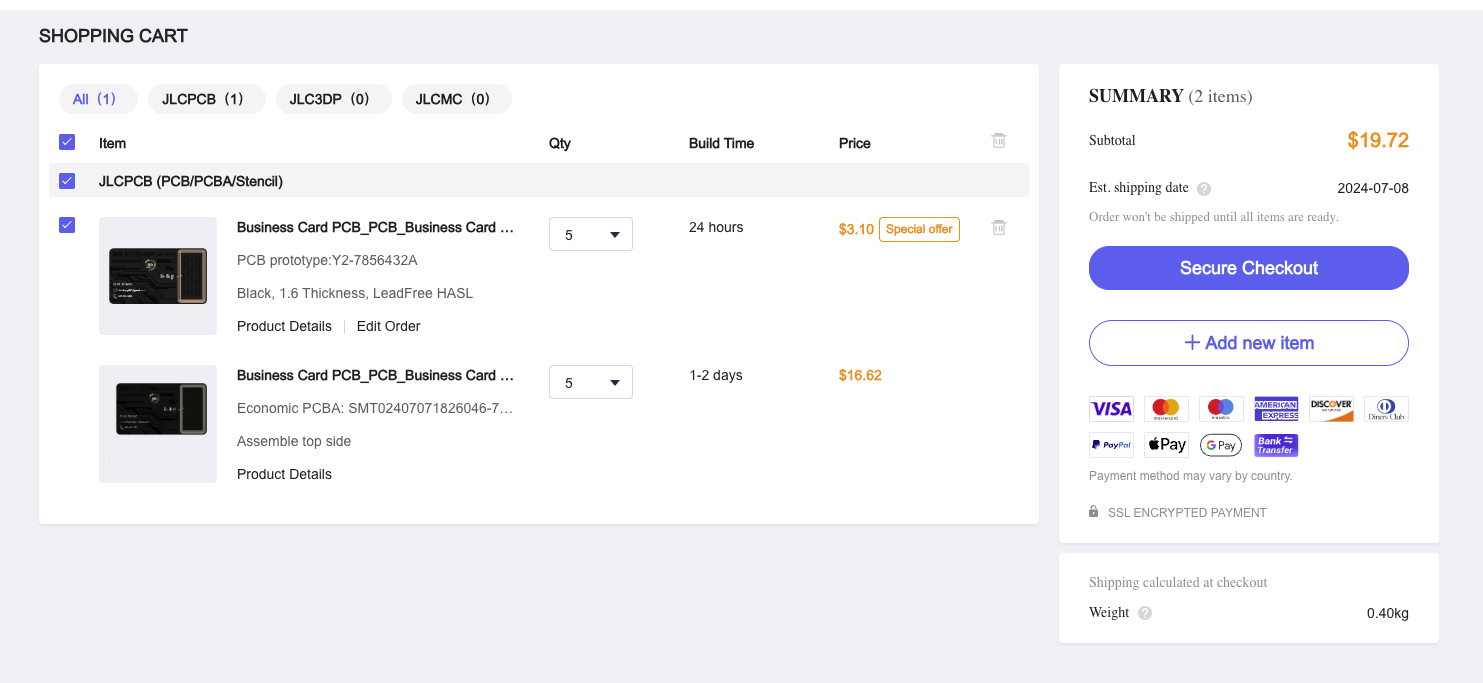 SHOPPING CART
All (1)
JLCPCB (1)
JLC3DP (0)
JLCMC (0)
Item
Qty
Build Time
Price
JLCPCB (PCB/PCBA/Stencil)
Business Card PCB_PCB_Business Card ...
5
24 hours
$3.10
Special offer
PCB prototype:Y2-7856432A
Black, 1.6 Thickness, LeadFree HASL
Product Details
Edit Order
Business Card PCB_PCB_Business Card ...
5
1-2 days
$16.62
Economic PCBA: SMT02407071826046-7...
Assemble top side
Product Details
SUMMARY (2 items)
Subtotal
$19.72
Est. shipping date
?
2024-07-08
Order won't be shipped until all items are ready.
Secure Checkout
+ Add new item
VISA
mastercard
maestro
AMERICAN EXPRESS
DISCOVER
NETWORK
Diners Club
PayPal
Pay
G Pay
Bank Transfer
Payment method may vary by country.
SSL ENCRYPTED PAYMENT
Shipping calculated at checkout
Weight
?
0.40kg